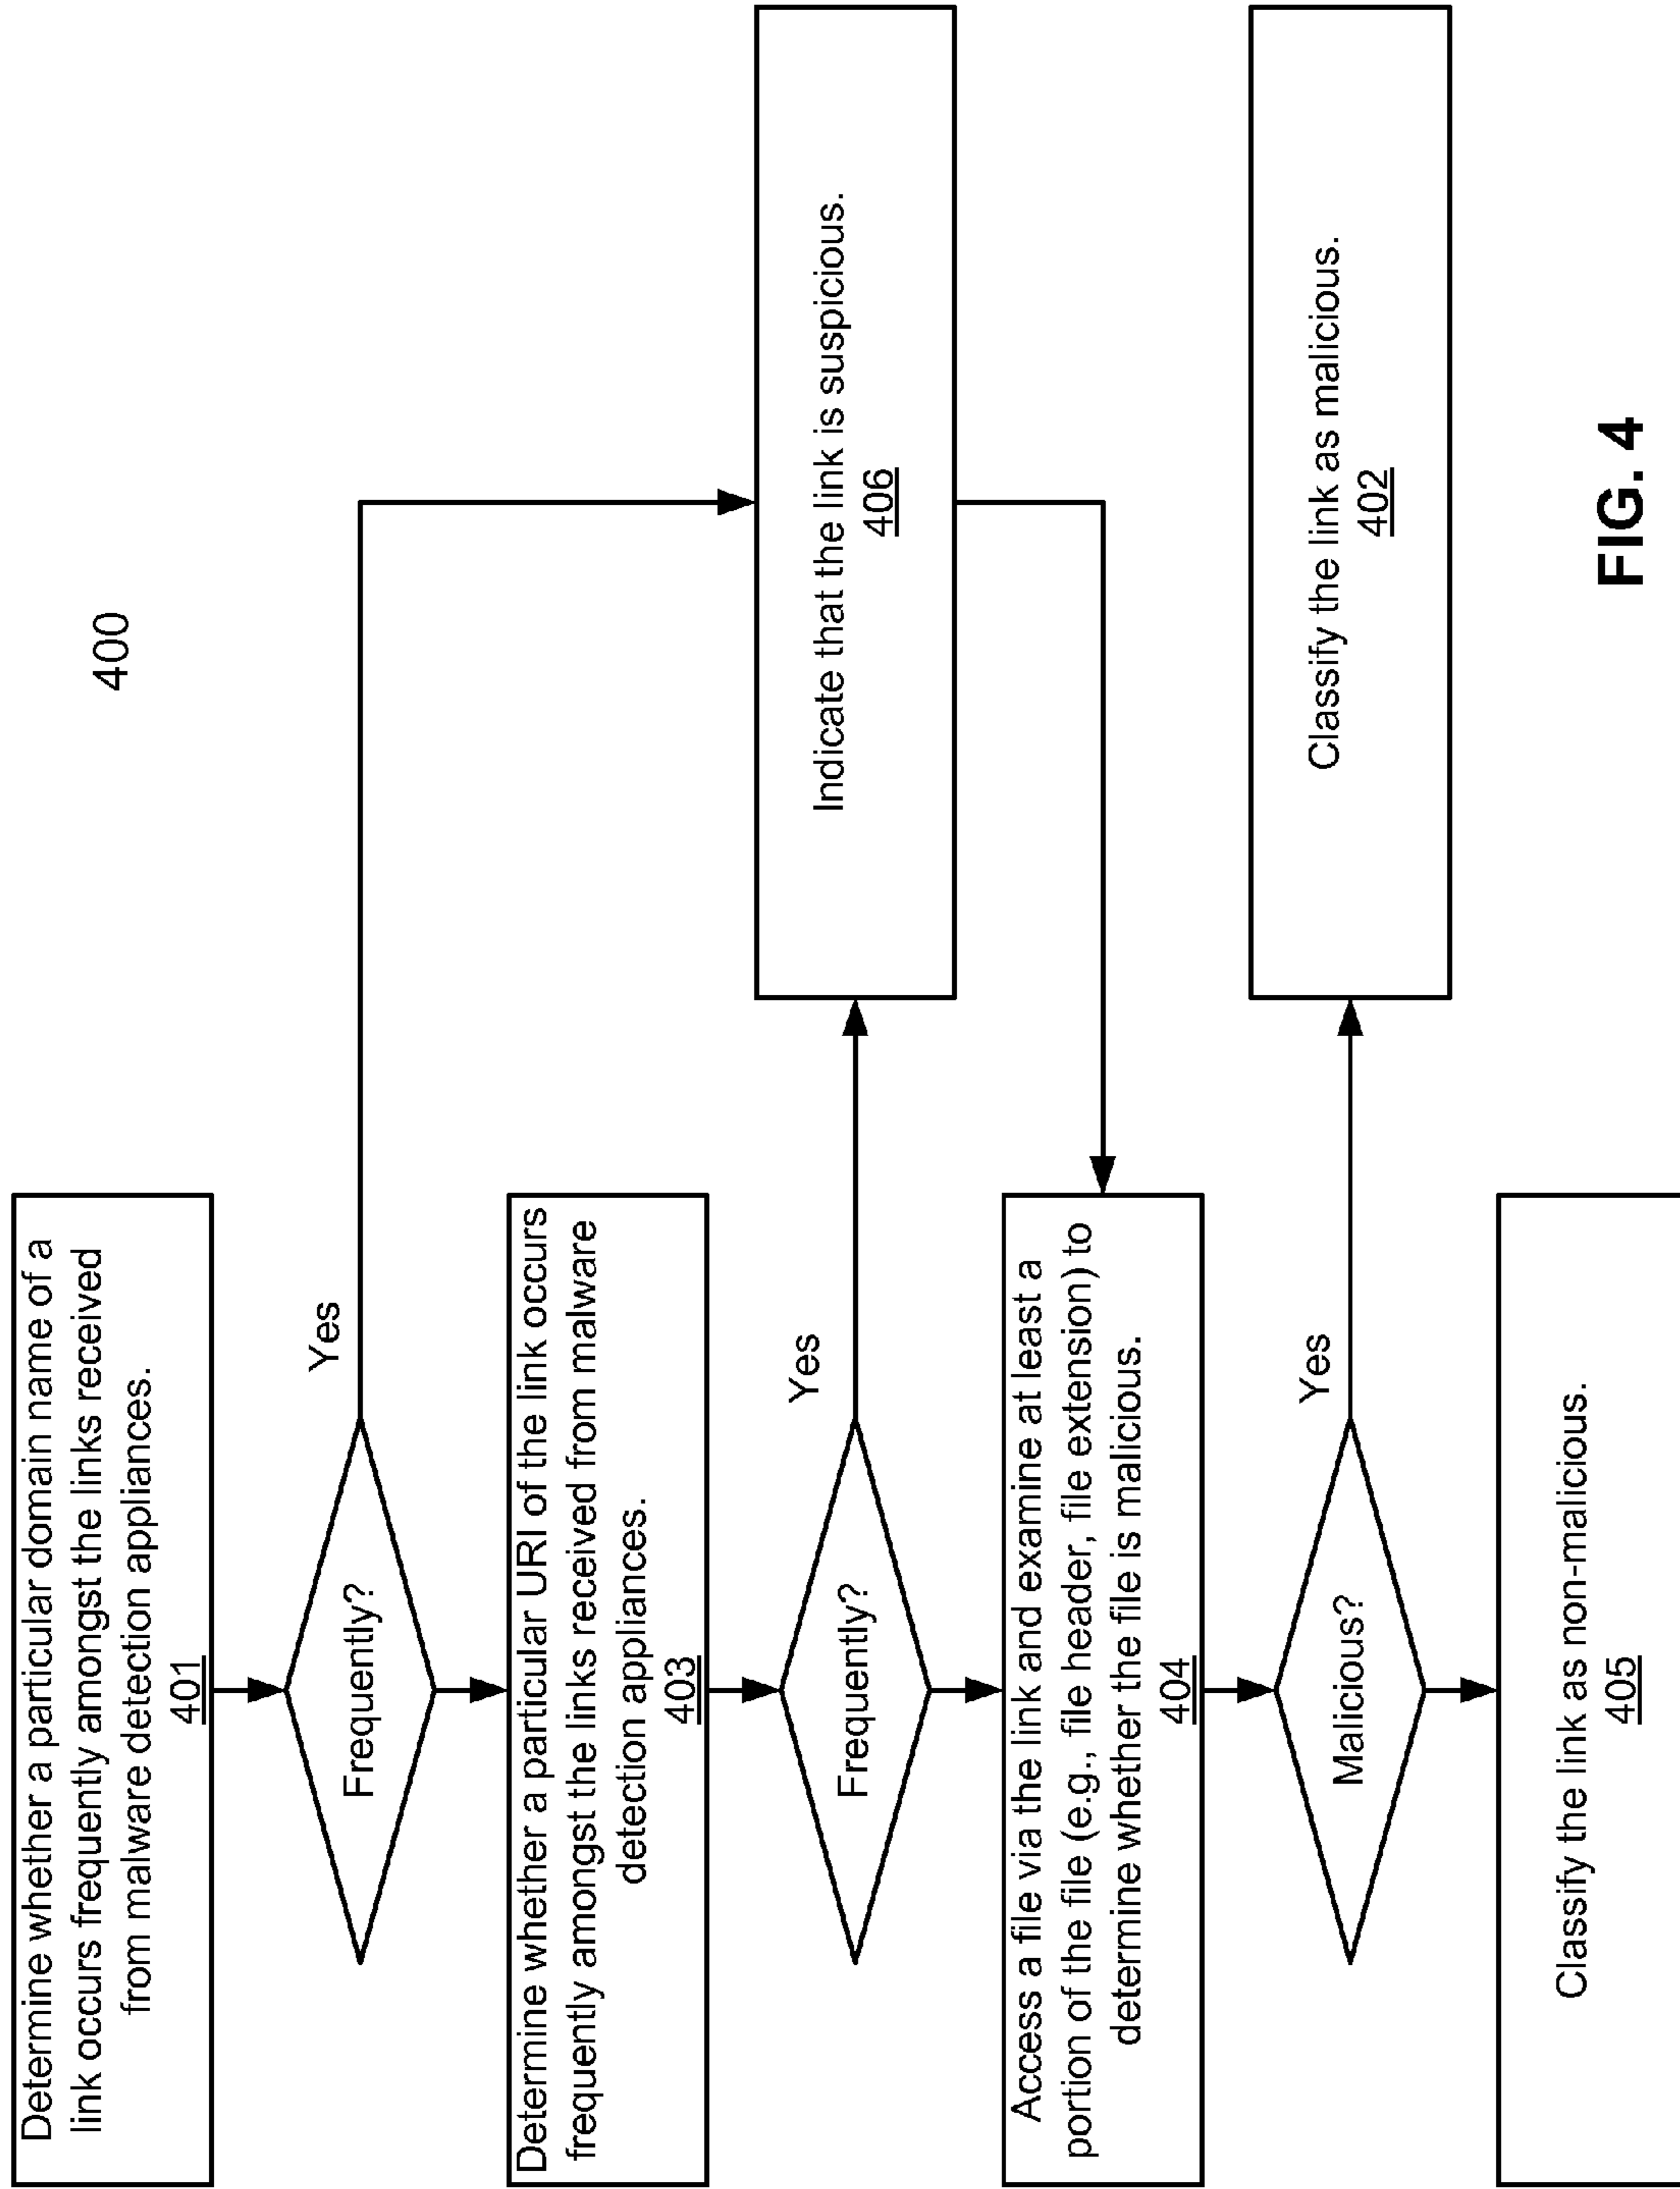 400
Determine whether a particular domain name of a
link occurs frequently amongst the links received
from malware detection appliances.
401
Frequently?
Yes
Determine whether a particular URI of the link occurs
frequently amongst the links received from malware
detection appliances.
403
Frequently?
Yes
Indicate that the link is suspicious.
406
Access a file via the link and examine at least a
portion of the file (e.g., file header, file extension) to
determine whether the file is malicious.
404
Malicious?
Yes
Classify the link as malicious.
402
Classify the link as non-malicious.
405
FIG. 4